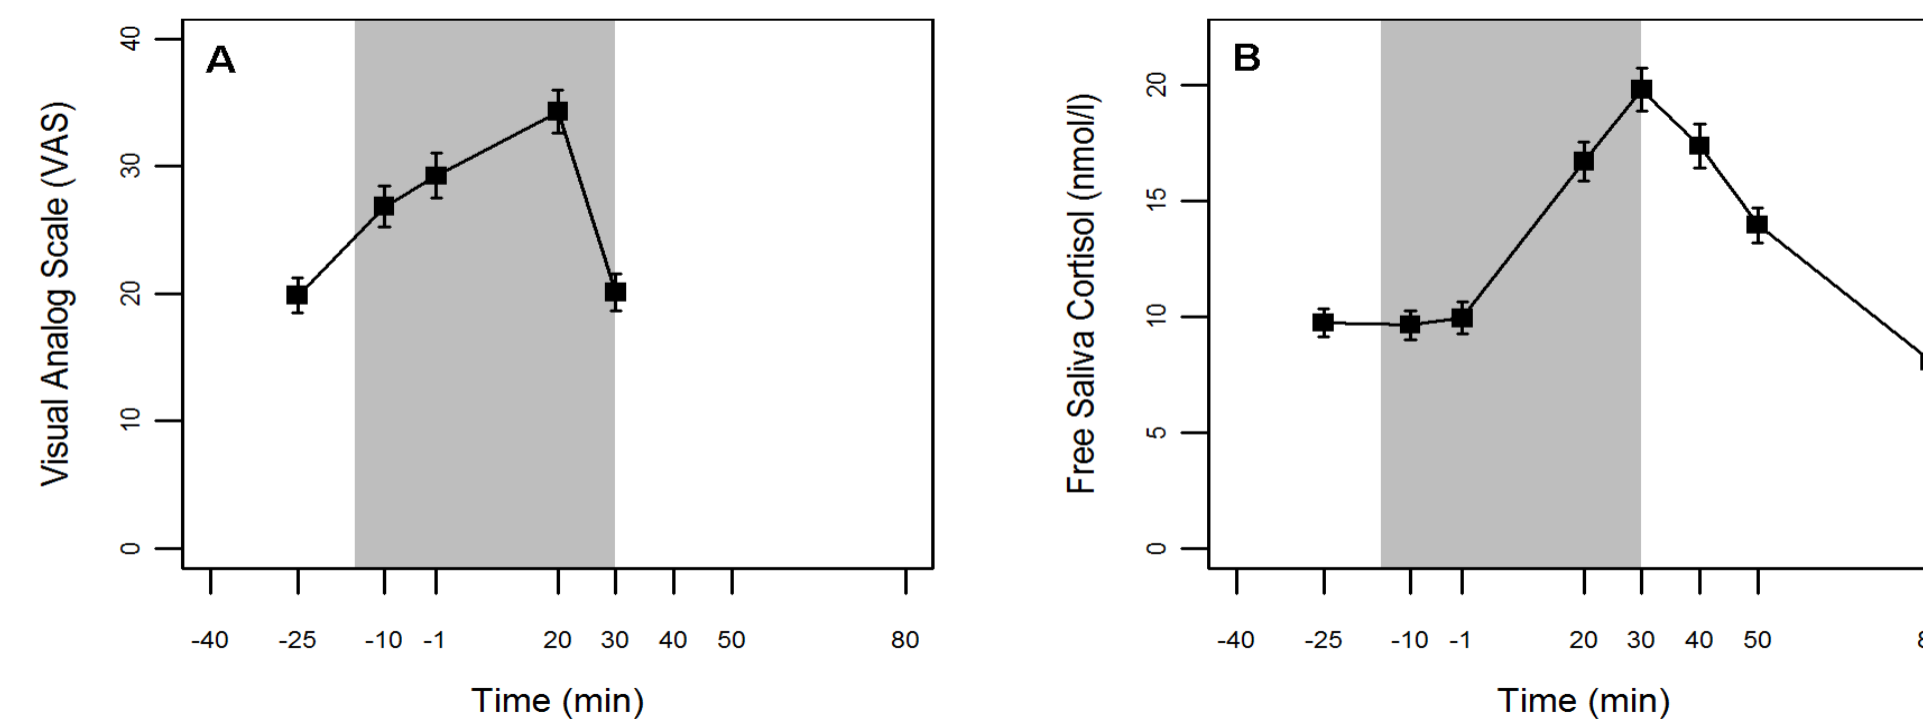 A
Visual Analog Scale (VAS)
40
30
20
10
0
-40 -25 -10 -1 20 30 40 50 80
Time (min)
B
Free Saliva Cortisol (nmol/l)
20
15
10
5
0
-40 -25 -10 -1 20 30 40 50
Time (min)